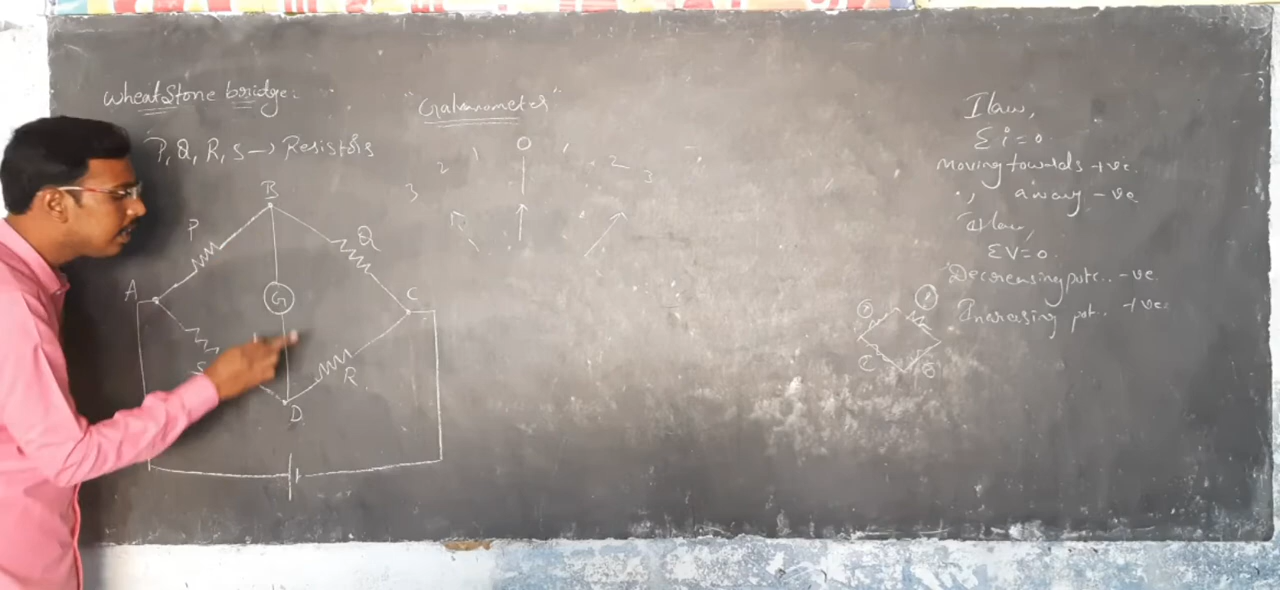 Wheatstone bridge:
P, Q, R, S → Resistors
B
P
Q
A
G
C
S
R
D
"Galvanometer"
3 2 1 0 1 2 3
I law,
Σi=0.
moving towards +ve.
,, away -ve
II law,
ΣV=0.
Decreasing pote.. -ve.
Increasing pot.. +ve.